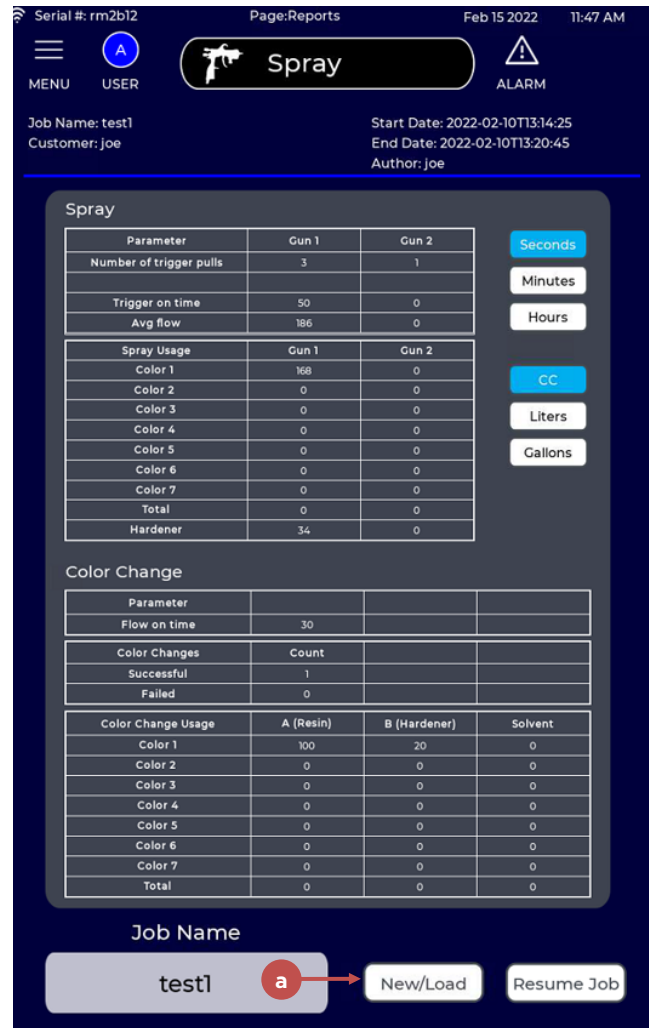 Serial #: rm2b12 Page:Reports Feb 15 2022 11:47 AM
A
MENU USER Spray ALARM
Job Name: test1 Start Date: 2022-02-10T13:14:25
Customer: joe End Date: 2022-02-10T13:20:45
Author: joe
Spray
Parameter Gun 1 Gun 2
Number of trigger pulls 3 1
Trigger on time 50 0
Avg flow 186 0
Seconds
Minutes
Hours
Spray Usage Gun 1 Gun 2
Color 1 168 0
Color 2 0 0
Color 3 0 0
Color 4 0 0
Color 5 0 0
Color 6 0 0
Color 7 0 0
Total 0 0
Hardener 34 0
CC
Liters
Gallons
Color Change
Parameter
Flow on time 30
Color Changes Count
Successful 1
Failed 0
Color Change Usage A (Resin) B (Hardener) Solvent
Color 1 100 20 0
Color 2 0 0 0
Color 3 0 0 0
Color 4 0 0 0
Color 5 0 0 0
Color 6 0 0 0
Color 7 0 0 0
Total 0 0 0
Job Name
test1 a New/Load Resume Job